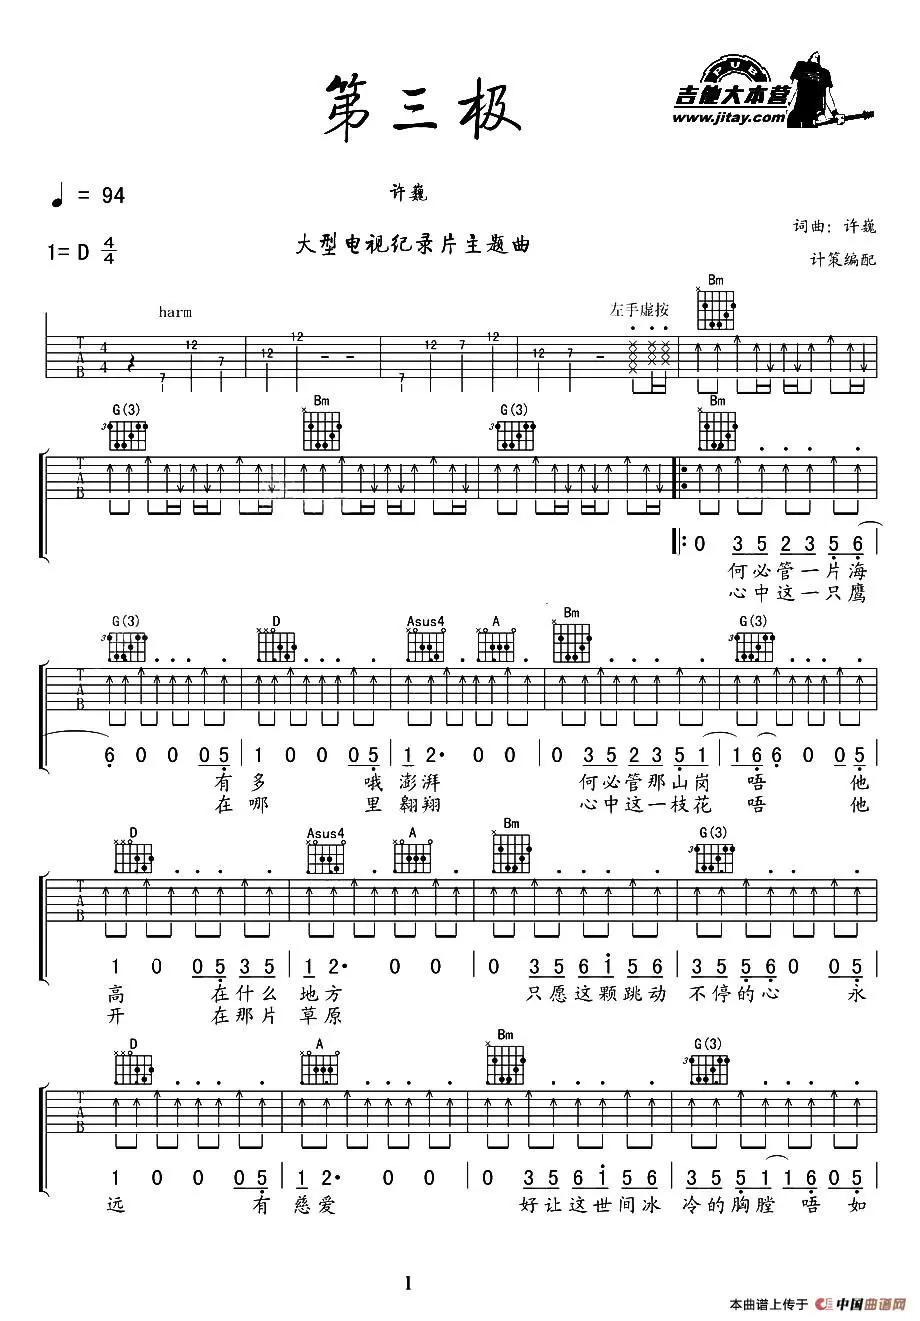 第三极
PUB
吉他大本营
www.jitay.com
♩ = 94
许巍
1= D 4/4
大型电视纪录片主题曲
词曲：许巍
计策编配
harm
左手虚按
Bm
T A B 4/4 7 12 7 12 12 – – 7 12 12 7 –
G(3) Bm G(3) Bm
T A B
0 3 5 2 3 5 6
何必管一片海
心中这一只鹰
G(3) D Asus4 A Bm G(3)
T A B
6 0 0 0 5 | 1 0 0 0 5 | 1 2· 0 0 | 0 3 5 2 3 5 1 | 1 6 6 0 0 5
有多 哦澎湃 何必管那山岗 唔 他
在哪 里翱翔 心中这一枝花 唔 他
D Asus4 A Bm G(3)
T A B
1 0 0 5 3 5 | 1 2· 0 0 | 0 3 5 6 1 5 6 | 3 5 5 6 0 0 5
高 在什么 地方 只愿这颗跳动 不停的心 永
开 在那片 草原
D A Bm G(3)
T A B
1 0 0 0 5 | 1 2· 0 0 | 0 3 5 6 1 5 6 | 3 5 5 1 1 6 0 5
远 有 慈爱 好让这世间冰 冷的胸膛 唔 如
1
本曲谱上传于 中国曲谱网